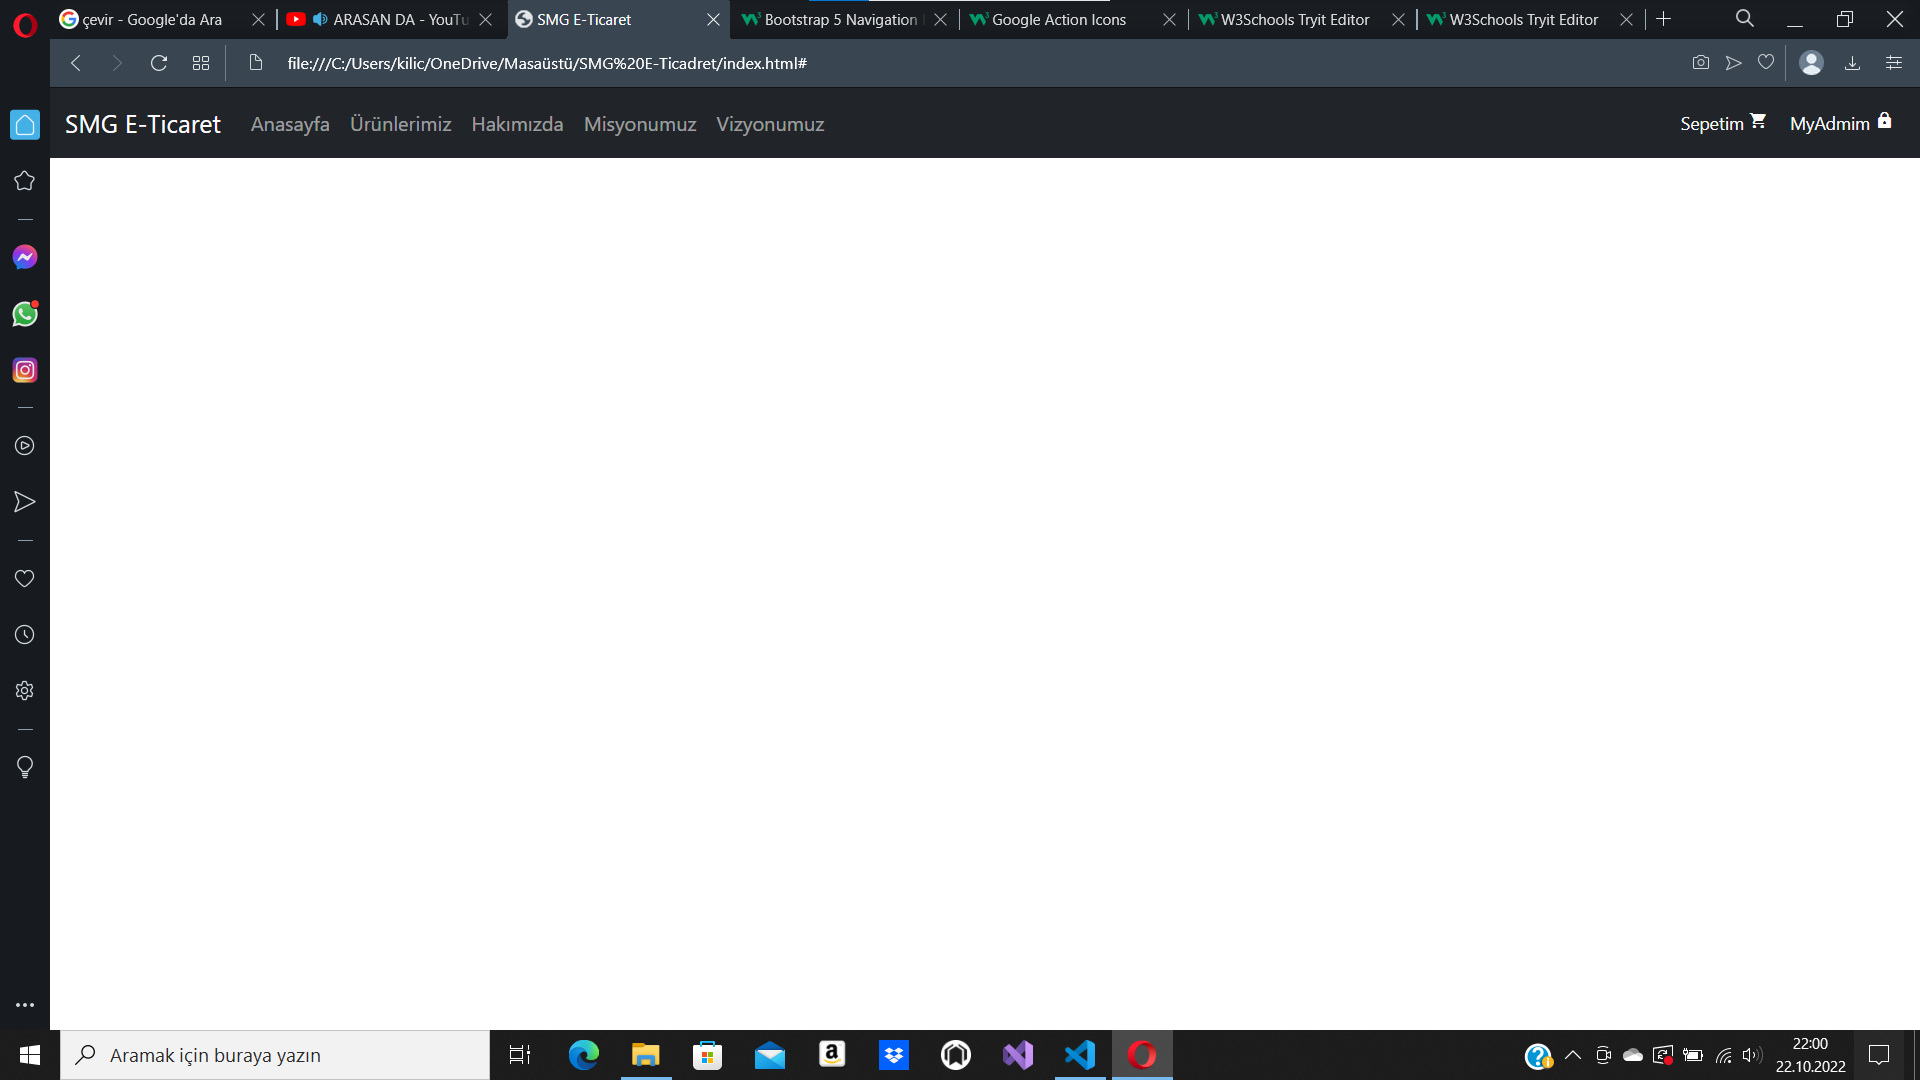 çevir - Google'da Ara
ARASAN DA - YouTu
SMG E-Ticaret
Bootstrap 5 Navigation
Google Action Icons
W3Schools Tryit Editor
W3Schools Tryit Editor
file:///C:/Users/kilic/OneDrive/Masaüstü/SMG%20E-Ticadret/index.html#
SMG E-Ticaret Anasayfa Ürünlerimiz Hakımızda Misyonumuz Vizyonumuz Sepetim MyAdmim
Aramak için buraya yazın
22:00
22.10.2022